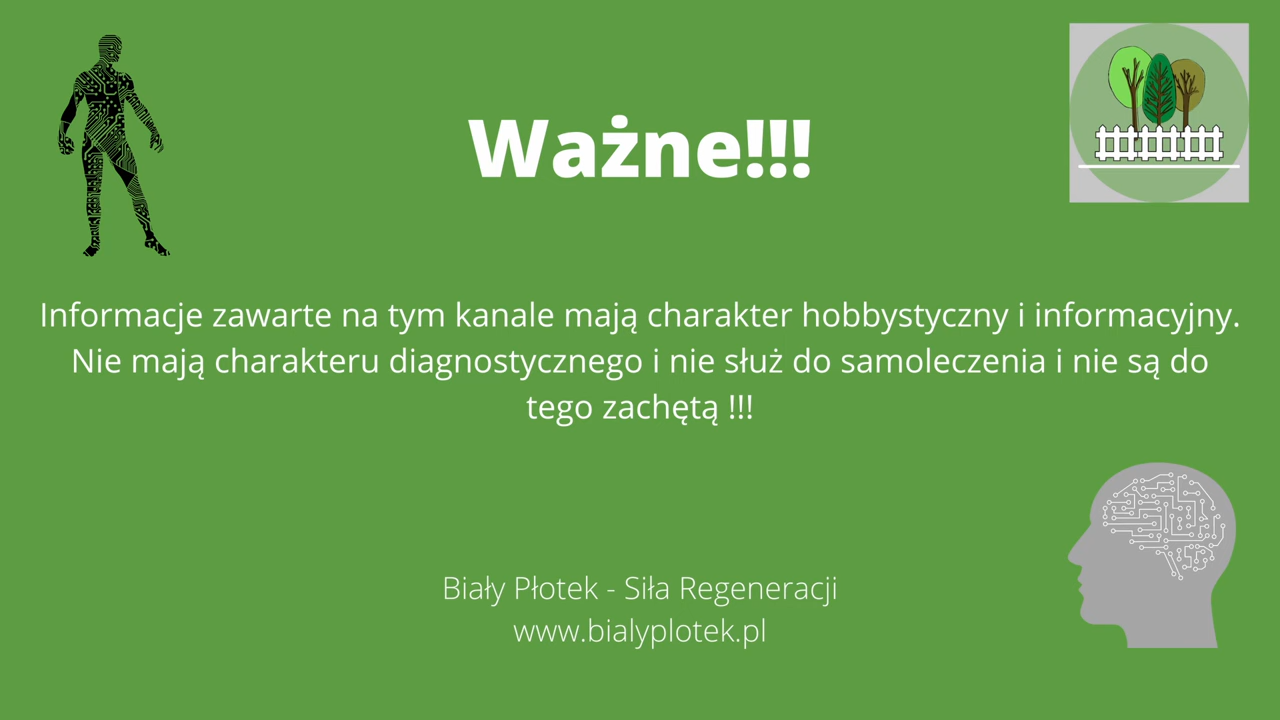 Ważne!!!
Informacje zawarte na tym kanale mają charakter hobbystyczny i informacyjny.
Nie mają charakteru diagnostycznego i nie służ do samoleczenia i nie są do
tego zachętą !!!
Biały Płotek - Siła Regeneracji
www.bialyplotek.pl